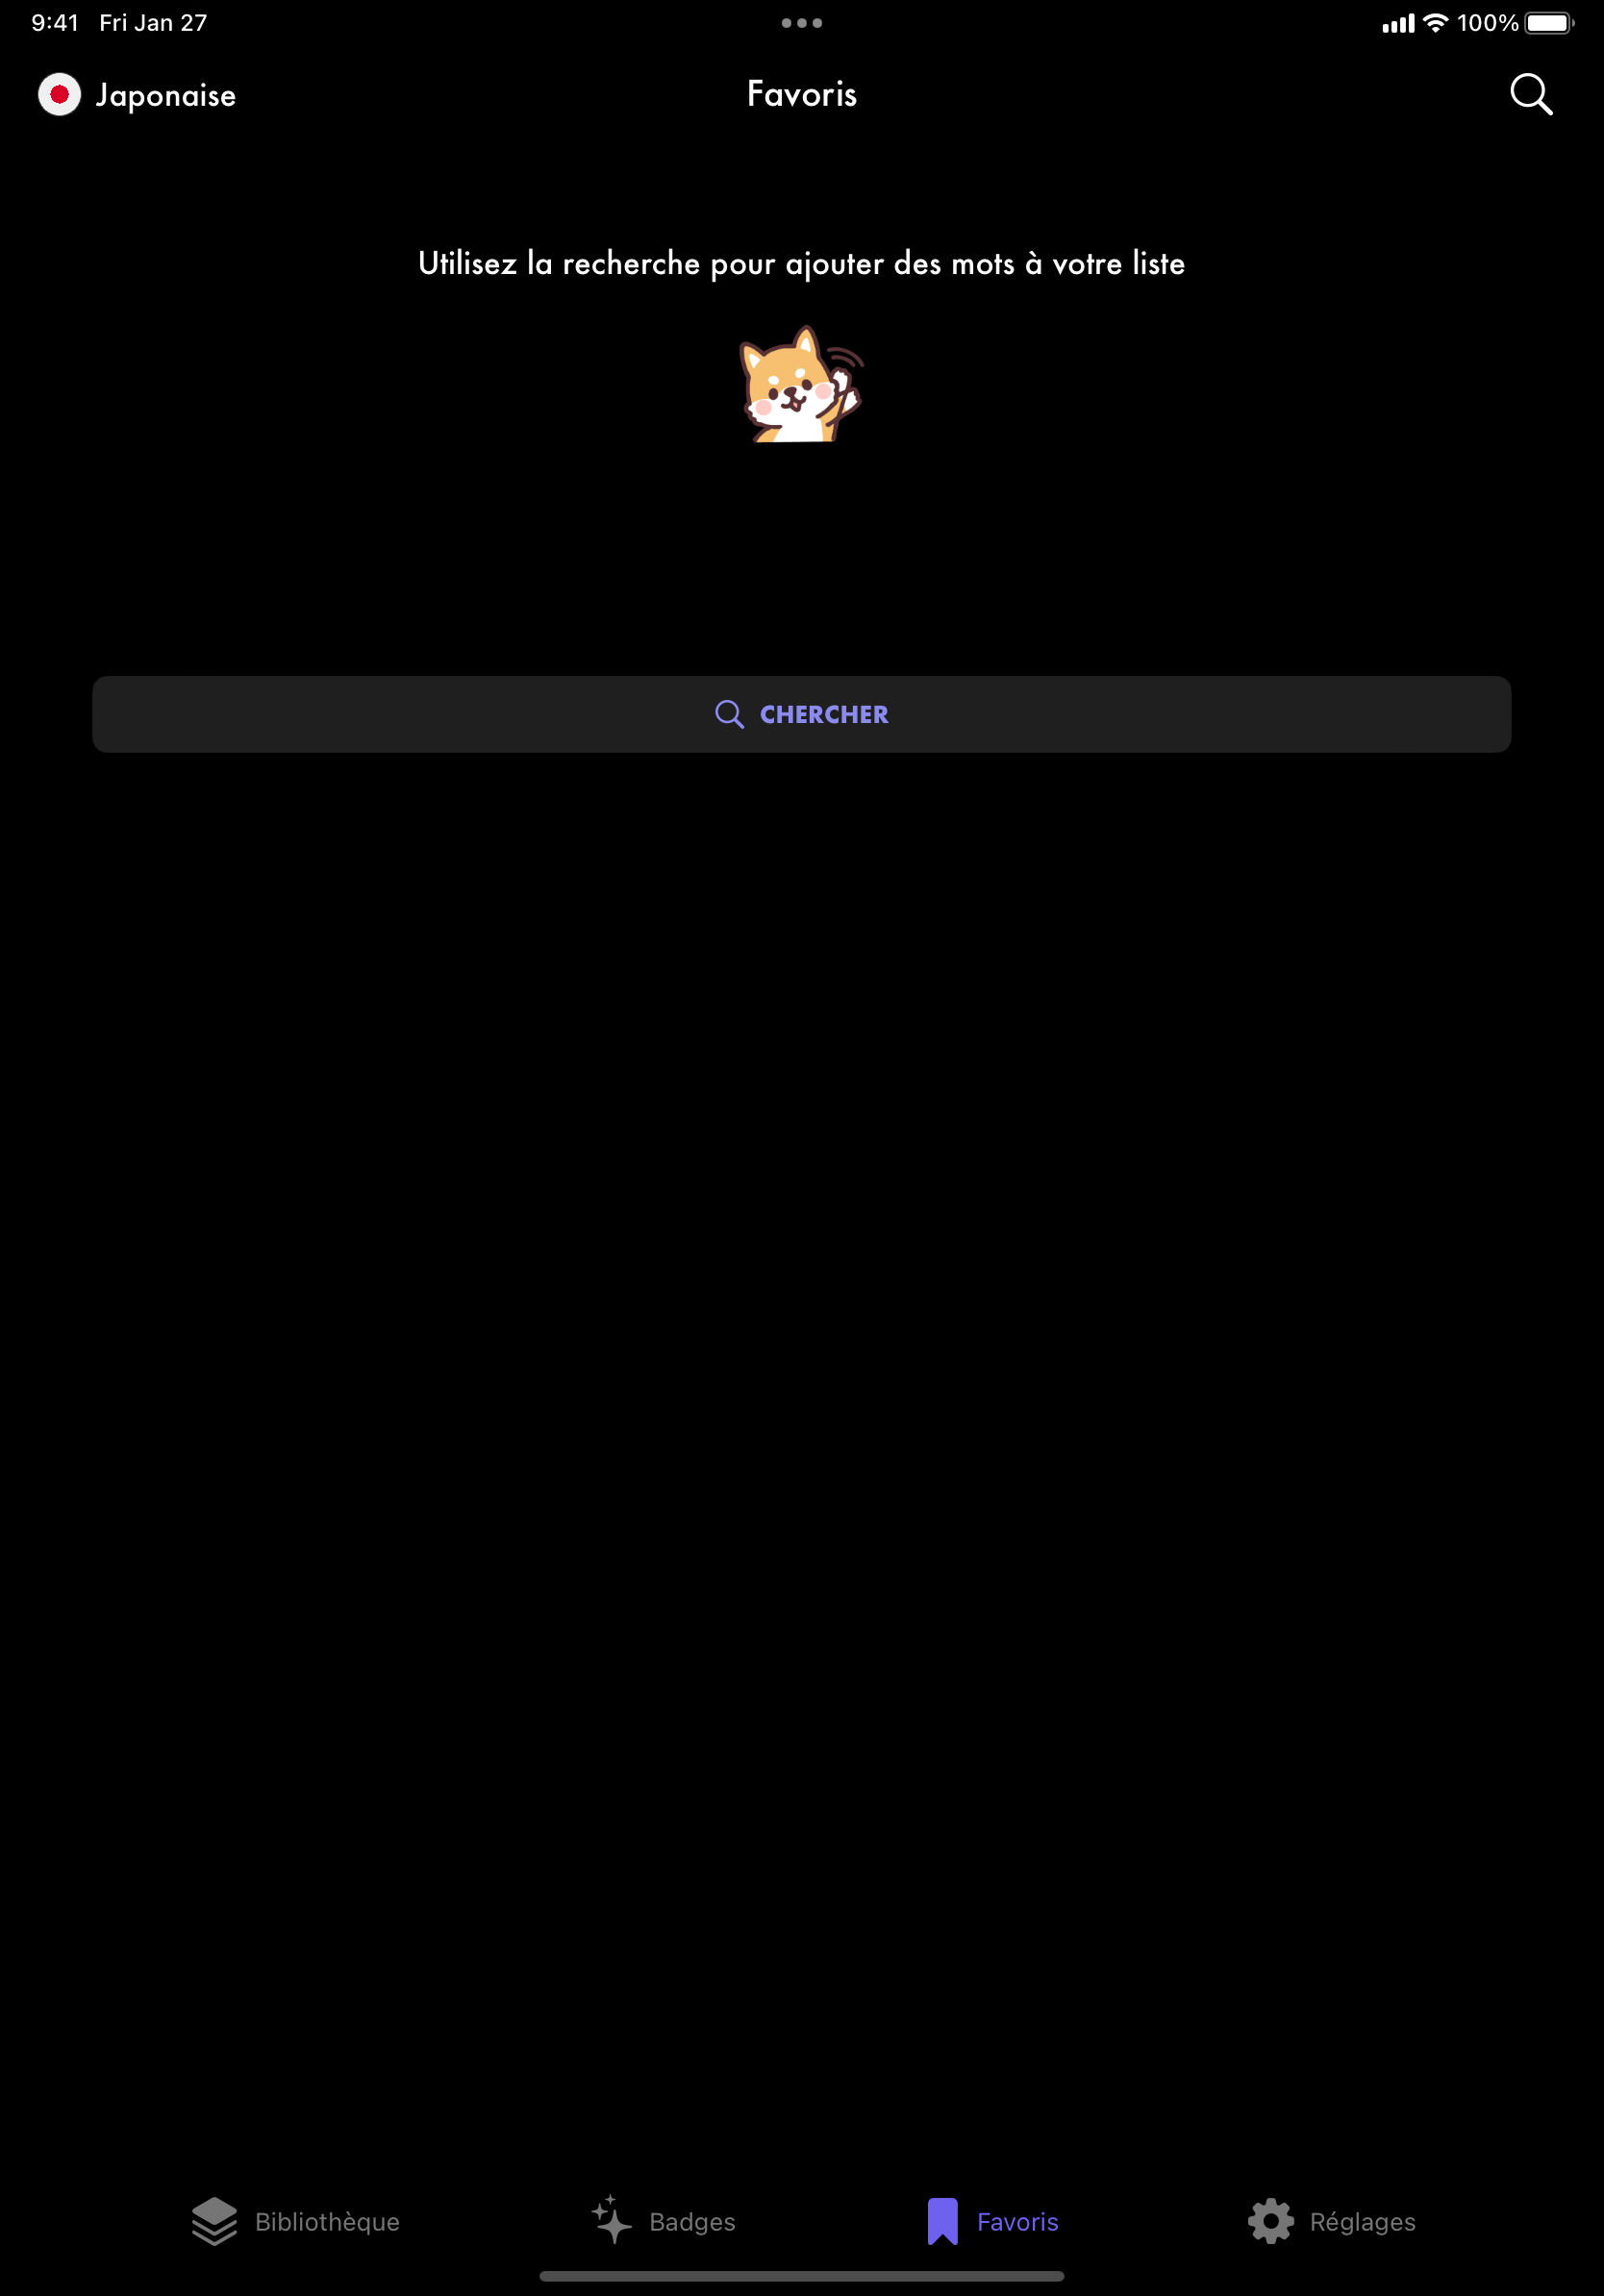 9:41 Fri Jan 27
100%
Japonaise
Favoris
Utilisez la recherche pour ajouter des mots à votre liste
CHERCHER
Bibliothèque
Badges
Favoris
Réglages